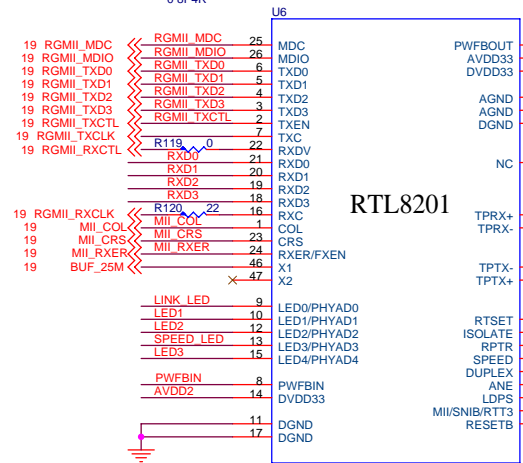 U6
19 RGMII_MDC RGMII_MDC 25 MDC PWFBOUT
19 RGMII_MDIO RGMII_MDIO 26 MDIO AVDD33
19 RGMII_TXD0 RGMII_TXD0 6 TXD0 DVDD33
19 RGMII_TXD1 RGMII_TXD1 5 TXD1
19 RGMII_TXD2 RGMII_TXD2 4 TXD2 AGND
19 RGMII_TXD3 RGMII_TXD3 3 TXD3 AGND
19 RGMII_TXCTL RGMII_TXCTL 2 TXEN DGND
19 RGMII_TXCLK 7 TXC
19 RGMII_RXCTL R119 0 22 RXDV
RXD0 21 RXD0 NC
RXD1 20 RXD1
RXD2 19 RXD2
RXD3 18 RXD3 RTL8201
19 RGMII_RXCLK R120 22 16 RXC TPRX+
19 MII_COL MII_COL 1 COL TPRX-
19 MII_CRS MII_CRS 23 CRS
19 MII_RXER MII_RXER 24 RXER/FXEN
19 BUF_25M 46 X1 TPTX-
47 X2 TPTX+
LINK_LED 9 LED0/PHYAD0
LED1 10 LED1/PHYAD1 RTSET
LED2 12 LED2/PHYAD2 ISOLATE
SPEED_LED 13 LED3/PHYAD3 RPTR
LED3 15 LED4/PHYAD4 SPEED
DUPLEX
PWFBIN 8 PWFBIN ANE
AVDD2 14 DVDD33 LDPS
MII/SNIB/RTT3
11 DGND RESETB
17 DGND